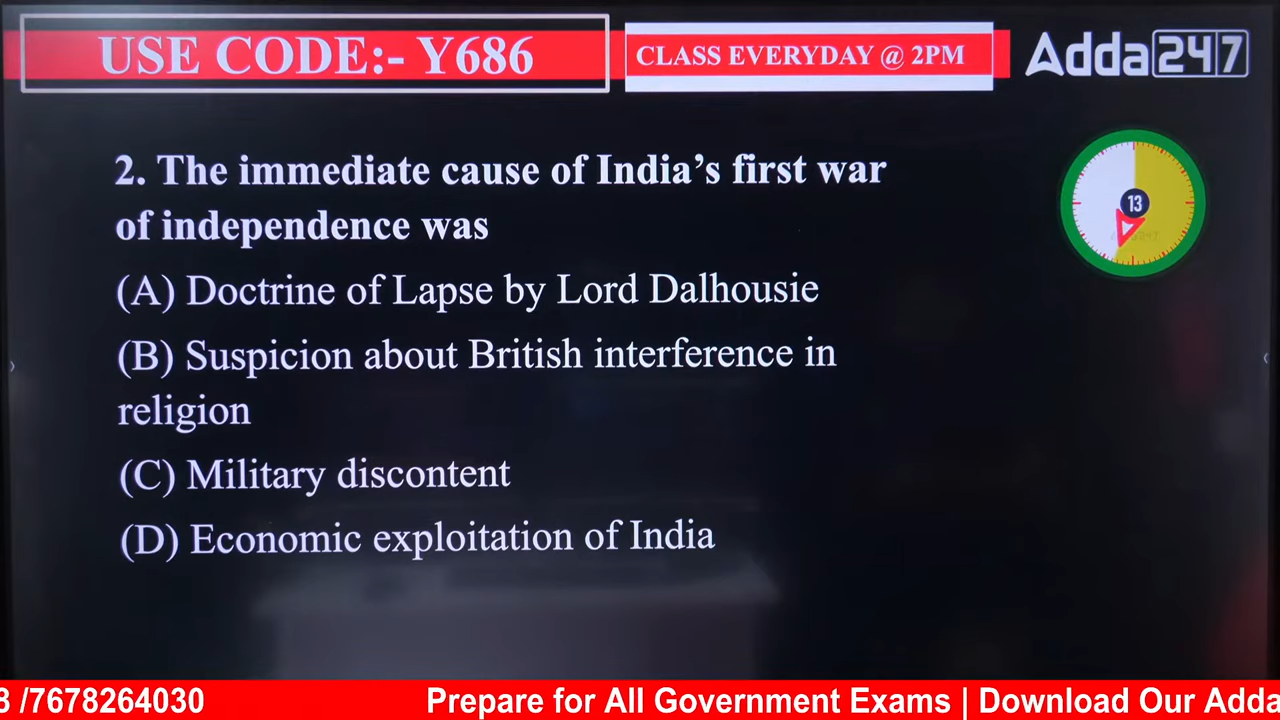 USE CODE:- Y686
CLASS EVERYDAY @ 2PM
Adda247
2. The immediate cause of India's first war
of independence was
13
(A) Doctrine of Lapse by Lord Dalhousie
(B) Suspicion about British interference in
religion
(C) Military discontent
(D) Economic exploitation of India
8 /7678264030 Prepare for All Government Exams | Download Our Adda